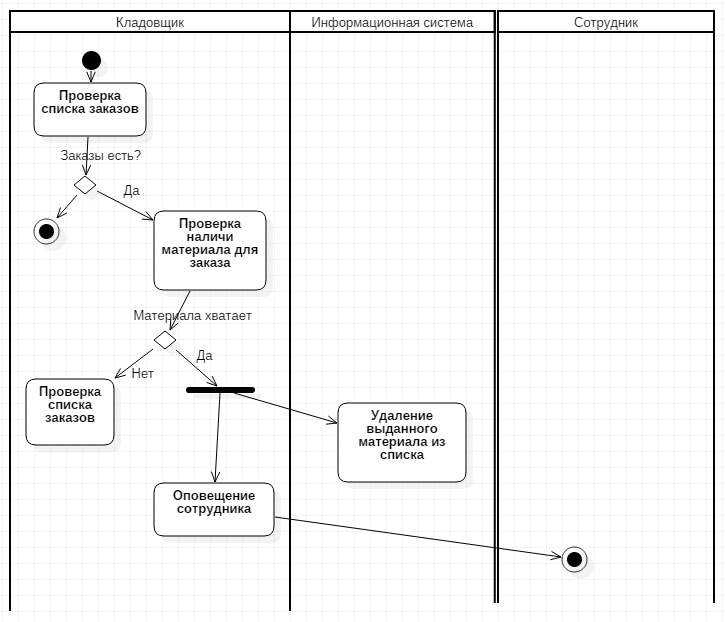 Кладовщик
Информационная система
Сотрудник
Проверка
списка заказов
Заказы есть?
Да
Проверка
наличи
материала для
заказа
Материла хватает
Да
Нет
Проверка
списка
заказов
Удаление
выданного
материала из
списка
Оповещение
сотрудника